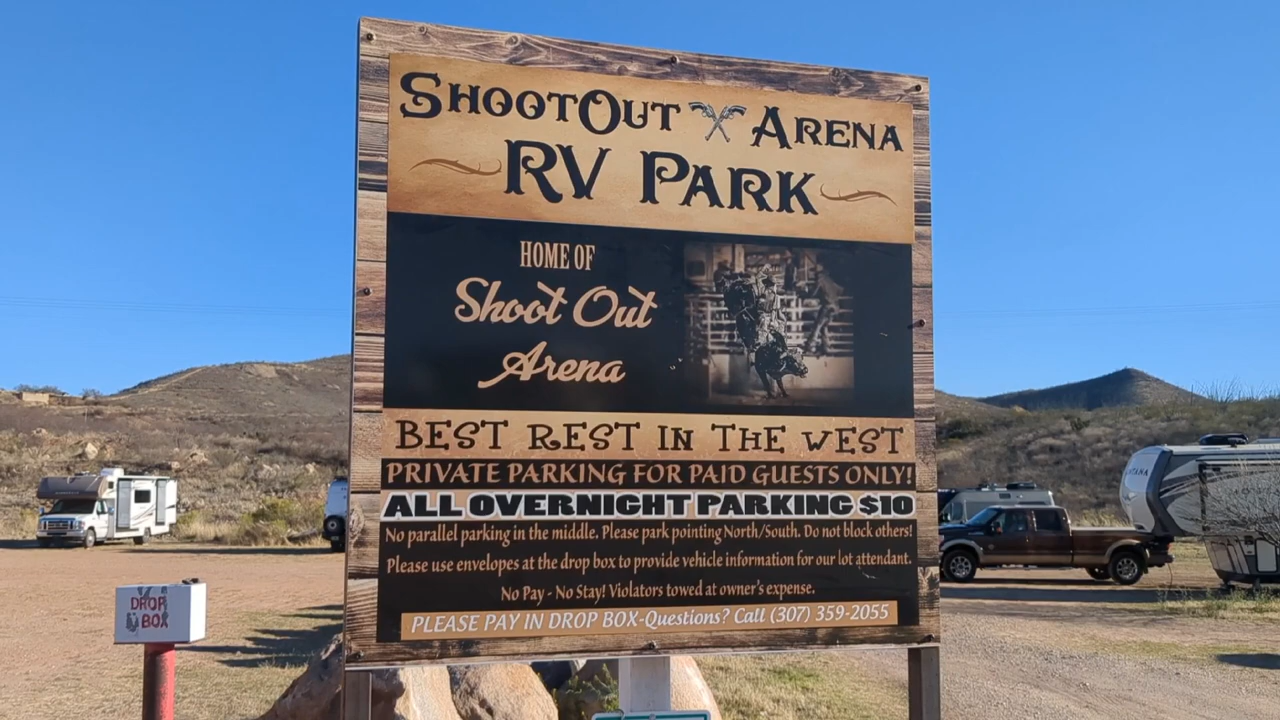 ShootOut Arena
RV Park
HOME OF
Shoot Out
Arena
BEST REST IN THE WEST
PRIVATE PARKING FOR PAID GUESTS ONLY!
ALL OVERNIGHT PARKING $10
No parallel parking in the middle. Please park pointing North/South. Do not block others!
Please use envelopes at the drop box to provide vehicle information for our lot attendant.
No Pay - No Stay! Violators towed at owner's expense.
PLEASE PAY IN DROP BOX-Questions? Call (307) 359-2055
DROP
BOX